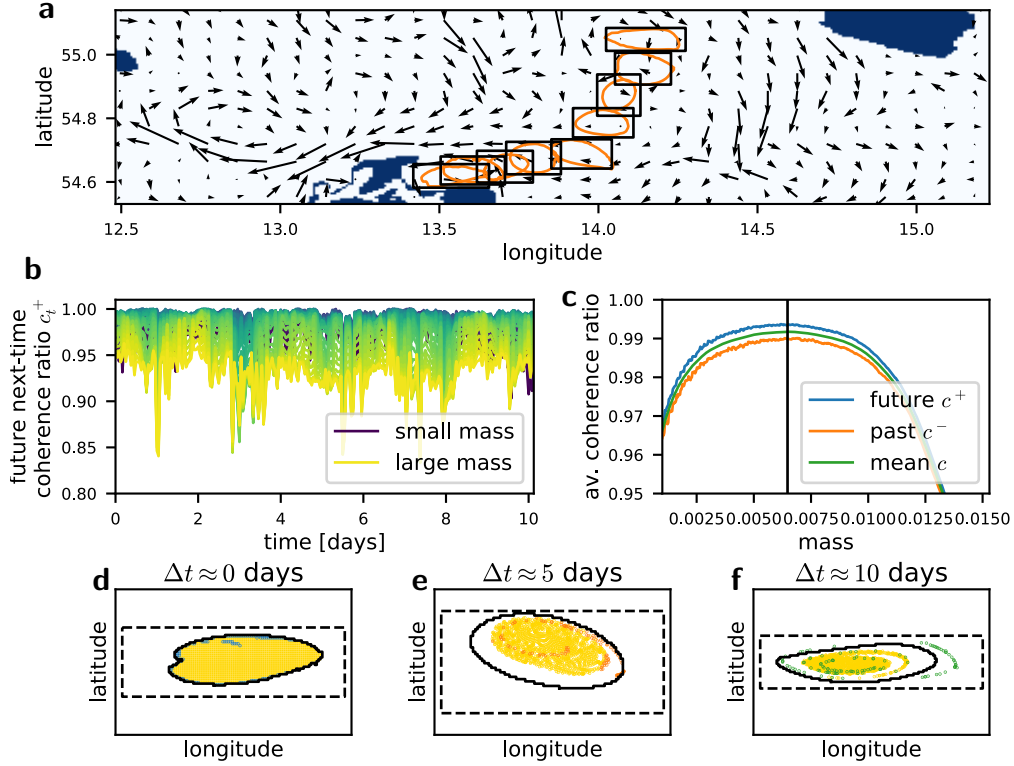 a
latitude
55.0
54.8
54.6
12.5 13.0 13.5 14.0 14.5 15.0
longitude
b
future next-time
coherence ratio c_t^+
1.00
0.95
0.90
0.85
0.80
small mass
large mass
0 2 4 6 8 10
time [days]
c
av. coherence ratio
1.00
0.99
0.98
0.97
0.96
0.95
future c^+
past c^-
mean c
0.0025 0.0050 0.0075 0.0100 0.0125 0.0150
mass
d
Δt ≈ 0 days
latitude
longitude
e
Δt ≈ 5 days
latitude
longitude
f
Δt ≈ 10 days
latitude
longitude